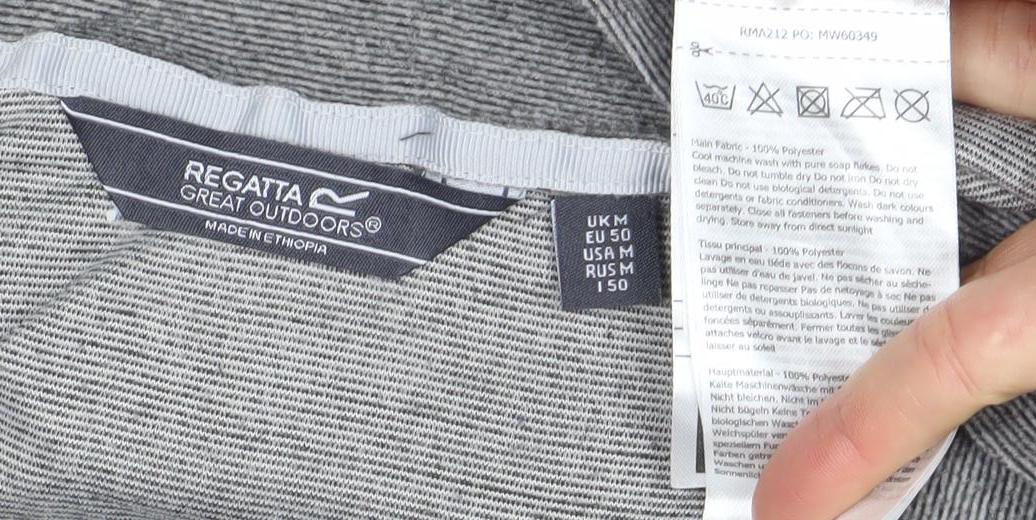 REGATTA
GREAT OUTDOORS®
MADE IN ETHIOPIA
UK M
EU 50
USA M
RUS M
I 50
RMA212 PO: MW60349
40C
Main Fabric - 100% Polyester
Cool machine wash with pure soap flakes. Do not
bleach. Do not tumble dry Do not iron Do not dry
clean Do not use biological detergents. Do not use
detergents or fabric conditioners. Wash dark colours
separately. Close all fasteners before washing and
drying. Store away from direct sunlight
Tissu principal - 100% Polyester
Lavage en eau tiède avec des flocons de savon. Ne
pas utiliser d'eau de javel. Ne pas sécher au sèche-
linge Ne pas repasser Pas de nettoyage à sec Ne pas
utiliser de détergents biologiques. Ne pas utiliser
détergents ou assouplissants. Laver les
foncées séparément. Fermer toutes les
attaches velcro avant le lavage et le
laisser au soleil
Hauptmaterial - 100%
Kalte Maschinenwäsche mit
Nicht bleichen. Nicht im
Nicht bügeln Keine
biologischen
Weichspüler
speziellem
Farben
Waschen